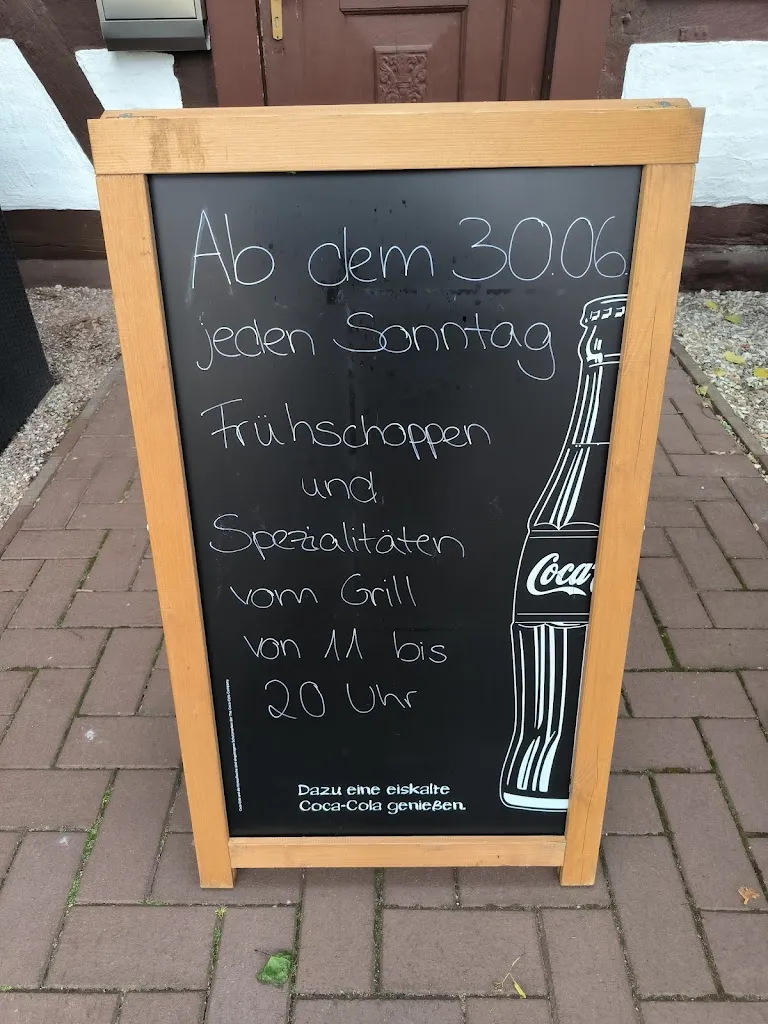 Ab dem 30.06.
jeden Sonntag
Frühschoppen
und
Spezialitäten
vom Grill
von 11 bis
20 Uhr
Coca
Dazu eine eiskalte
Coca-Cola genießen.